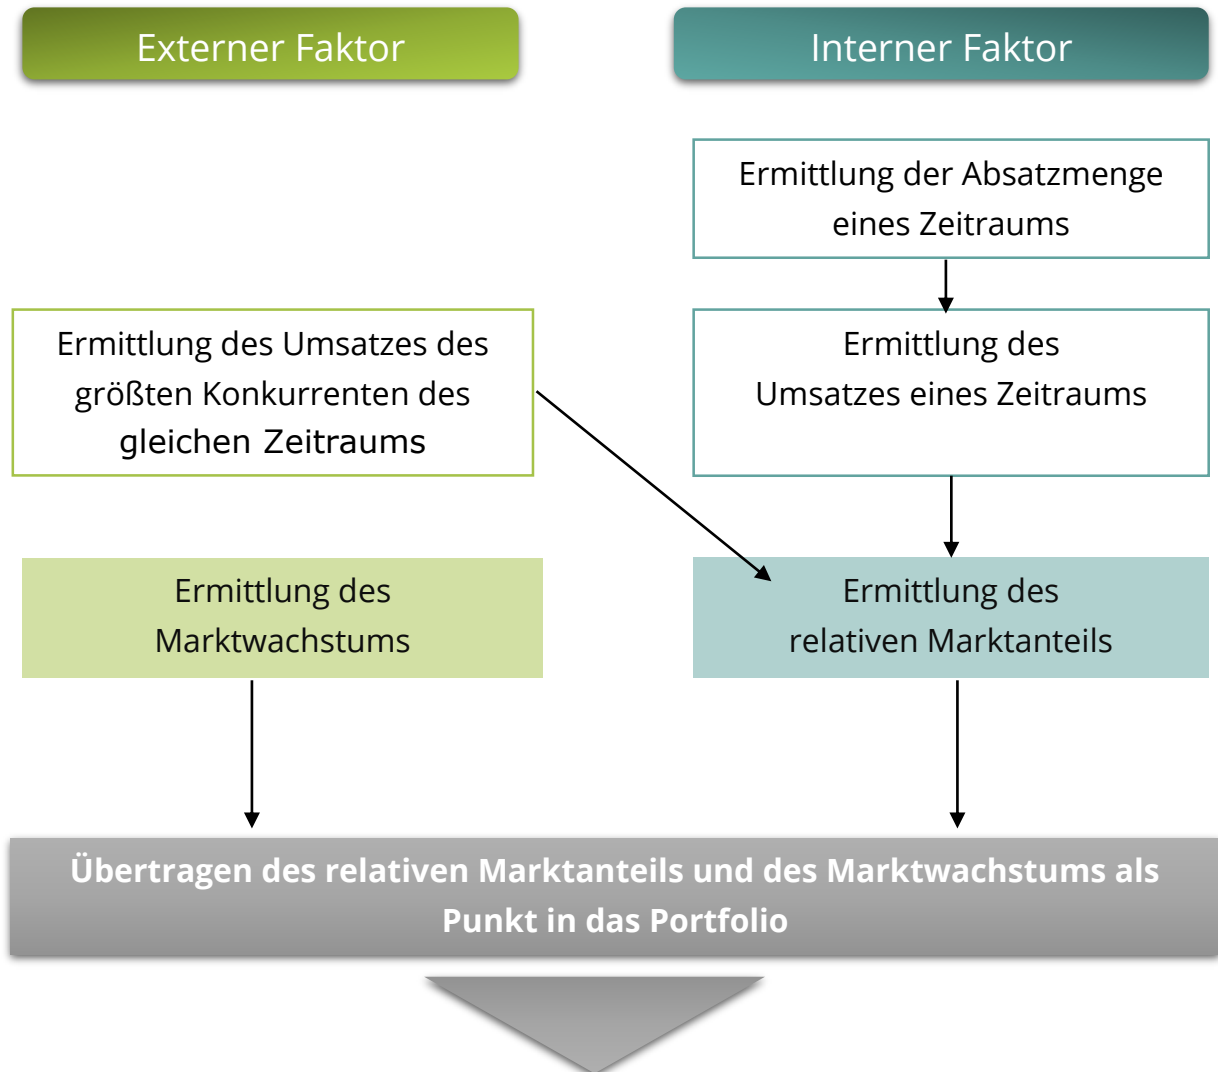 Externer Faktor
Interner Faktor
Ermittlung der Absatzmenge
eines Zeitraums
Ermittlung des Umsatzes des
größten Konkurrenten des
gleichen Zeitraums
Ermittlung des
Umsatzes eines Zeitraums
Ermittlung des
Marktwachstums
Ermittlung des
relativen Marktanteils
Übertragen des relativen Marktanteils und des Marktwachstums als
Punkt in das Portfolio